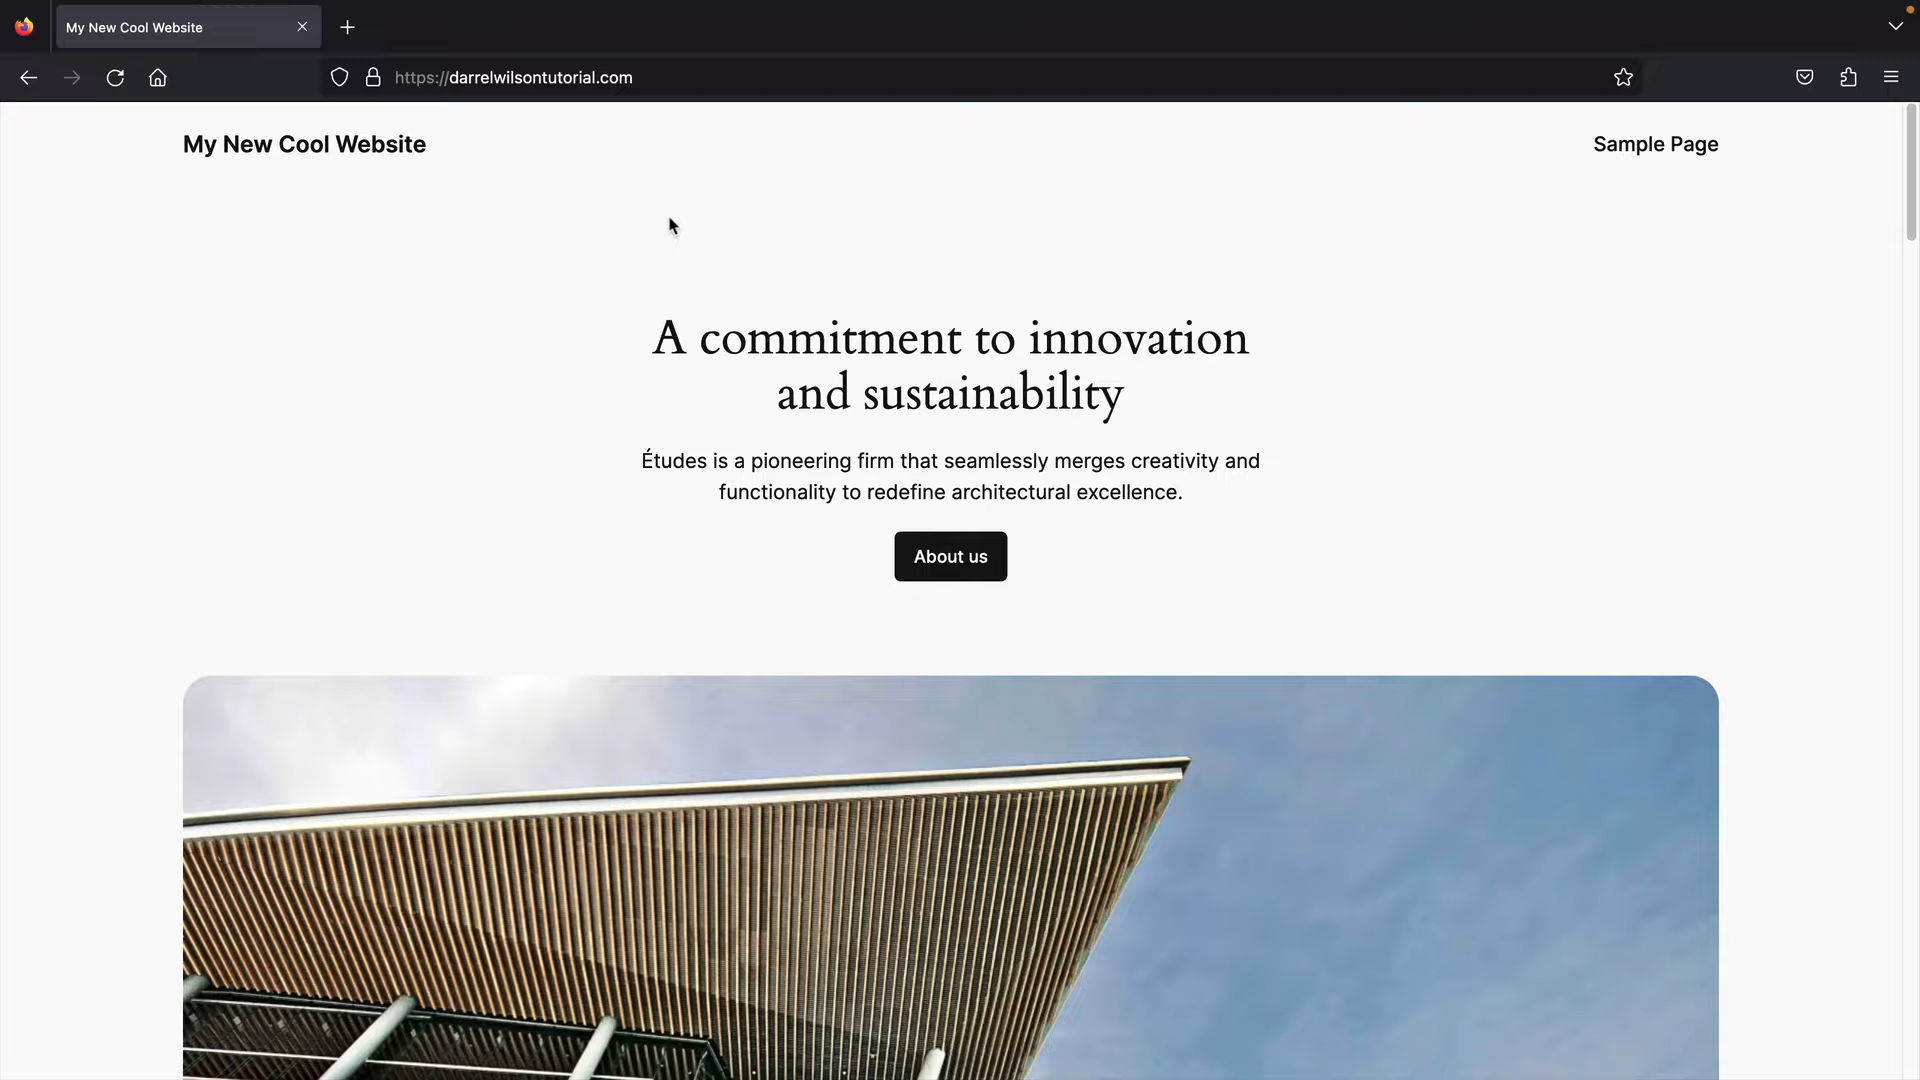 My New Cool Website
https://darrelwilsontutorial.com
My New Cool Website
Sample Page
A commitment to innovation
and sustainability
Études is a pioneering firm that seamlessly merges creativity and
functionality to redefine architectural excellence.
About us